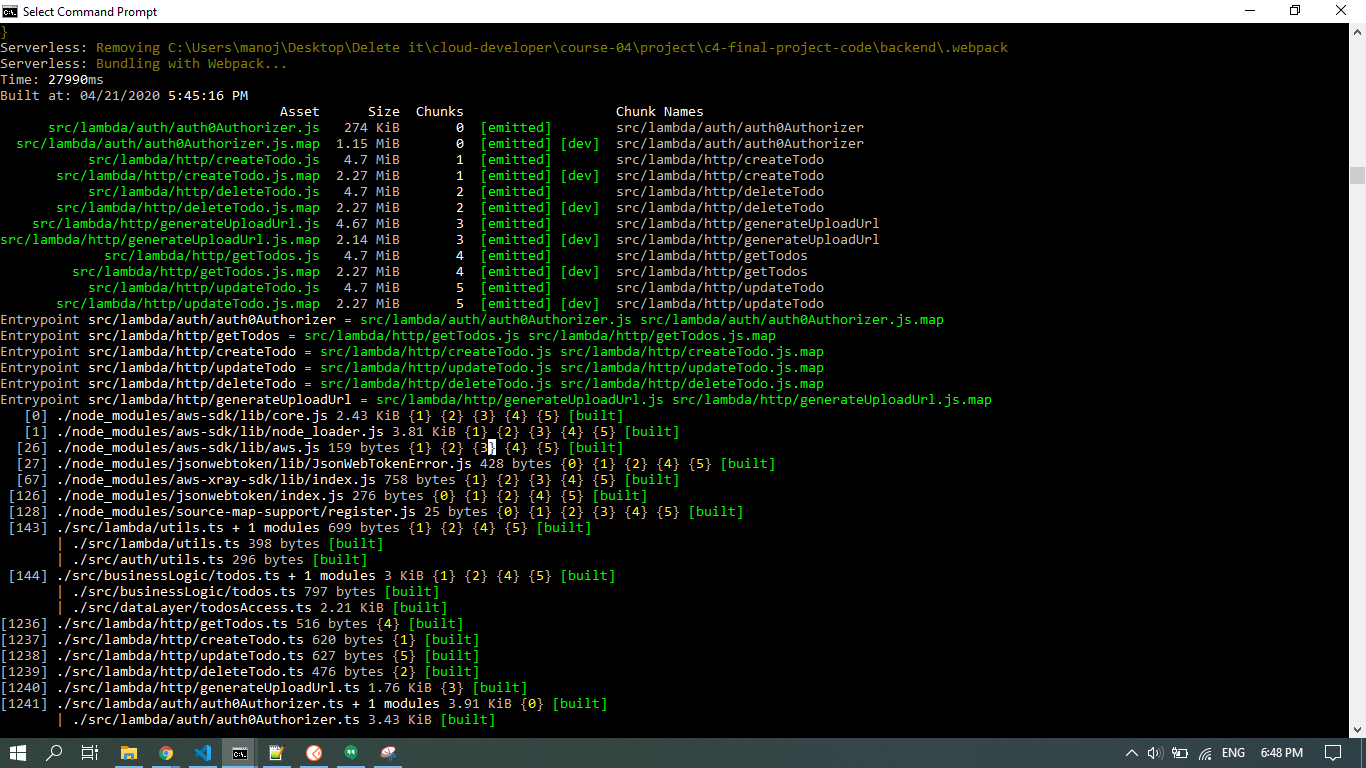 Select Command Prompt
}
Serverless: Removing C:\Users\manoj\Desktop\Delete it\cloud-developer\course-04\project\c4-final-project-code\backend\.webpack
Serverless: Bundling with Webpack...
Time: 27990ms
Built at: 04/21/2020 5:45:16 PM
Asset Size Chunks Chunk Names
src/lambda/auth/auth0Authorizer.js 274 KiB 0 [emitted] src/lambda/auth/auth0Authorizer
src/lambda/auth/auth0Authorizer.js.map 1.15 MiB 0 [emitted] [dev] src/lambda/auth/auth0Authorizer
src/lambda/http/createTodo.js 4.7 MiB 1 [emitted] src/lambda/http/createTodo
src/lambda/http/createTodo.js.map 2.27 MiB 1 [emitted] [dev] src/lambda/http/createTodo
src/lambda/http/deleteTodo.js 4.7 MiB 2 [emitted] src/lambda/http/deleteTodo
src/lambda/http/deleteTodo.js.map 2.27 MiB 2 [emitted] [dev] src/lambda/http/deleteTodo
src/lambda/http/generateUploadUrl.js 4.67 MiB 3 [emitted] src/lambda/http/generateUploadUrl
src/lambda/http/generateUploadUrl.js.map 2.14 MiB 3 [emitted] [dev] src/lambda/http/generateUploadUrl
src/lambda/http/getTodos.js 4.7 MiB 4 [emitted] src/lambda/http/getTodos
src/lambda/http/getTodos.js.map 2.27 MiB 4 [emitted] [dev] src/lambda/http/getTodos
src/lambda/http/updateTodo.js 4.7 MiB 5 [emitted] src/lambda/http/updateTodo
src/lambda/http/updateTodo.js.map 2.27 MiB 5 [emitted] [dev] src/lambda/http/updateTodo
Entrypoint src/lambda/auth/auth0Authorizer = src/lambda/auth/auth0Authorizer.js src/lambda/auth/auth0Authorizer.js.map
Entrypoint src/lambda/http/getTodos = src/lambda/http/getTodos.js src/lambda/http/getTodos.js.map
Entrypoint src/lambda/http/createTodo = src/lambda/http/createTodo.js src/lambda/http/createTodo.js.map
Entrypoint src/lambda/http/updateTodo = src/lambda/http/updateTodo.js src/lambda/http/updateTodo.js.map
Entrypoint src/lambda/http/deleteTodo = src/lambda/http/deleteTodo.js src/lambda/http/deleteTodo.js.map
Entrypoint src/lambda/http/generateUploadUrl = src/lambda/http/generateUploadUrl.js src/lambda/http/generateUploadUrl.js.map
[0] ./node_modules/aws-sdk/lib/core.js 2.43 KiB {1} {2} {3} {4} {5} [built]
[1] ./node_modules/aws-sdk/lib/node_loader.js 3.81 KiB {1} {2} {3} {4} {5} [built]
[26] ./node_modules/aws-sdk/lib/aws.js 159 bytes {1} {2} {3} {4} {5} [built]
[27] ./node_modules/jsonwebtoken/lib/JsonWebTokenError.js 428 bytes {0} {1} {2} {4} {5} [built]
[67] ./node_modules/aws-xray-sdk/lib/index.js 758 bytes {1} {2} {3} {4} {5} [built]
[126] ./node_modules/jsonwebtoken/index.js 276 bytes {0} {1} {2} {4} {5} [built]
[128] ./node_modules/source-map-support/register.js 25 bytes {0} {1} {2} {3} {4} {5} [built]
[143] ./src/lambda/utils.ts + 1 modules 699 bytes {1} {2} {4} {5} [built]
| ./src/lambda/utils.ts 398 bytes [built]
| ./src/auth/utils.ts 296 bytes [built]
[144] ./src/businessLogic/todos.ts + 1 modules 3 KiB {1} {2} {4} {5} [built]
| ./src/businessLogic/todos.ts 797 bytes [built]
| ./src/dataLayer/todosAccess.ts 2.21 KiB [built]
[1236] ./src/lambda/http/getTodos.ts 516 bytes {4} [built]
[1237] ./src/lambda/http/createTodo.ts 620 bytes {1} [built]
[1238] ./src/lambda/http/updateTodo.ts 627 bytes {5} [built]
[1239] ./src/lambda/http/deleteTodo.ts 476 bytes {2} [built]
[1240] ./src/lambda/http/generateUploadUrl.ts 1.76 KiB {3} [built]
[1241] ./src/lambda/auth/auth0Authorizer.ts + 1 modules 3.91 KiB {0} [built]
| ./src/lambda/auth/auth0Authorizer.ts 3.43 KiB [built]
ENG 6:48 PM